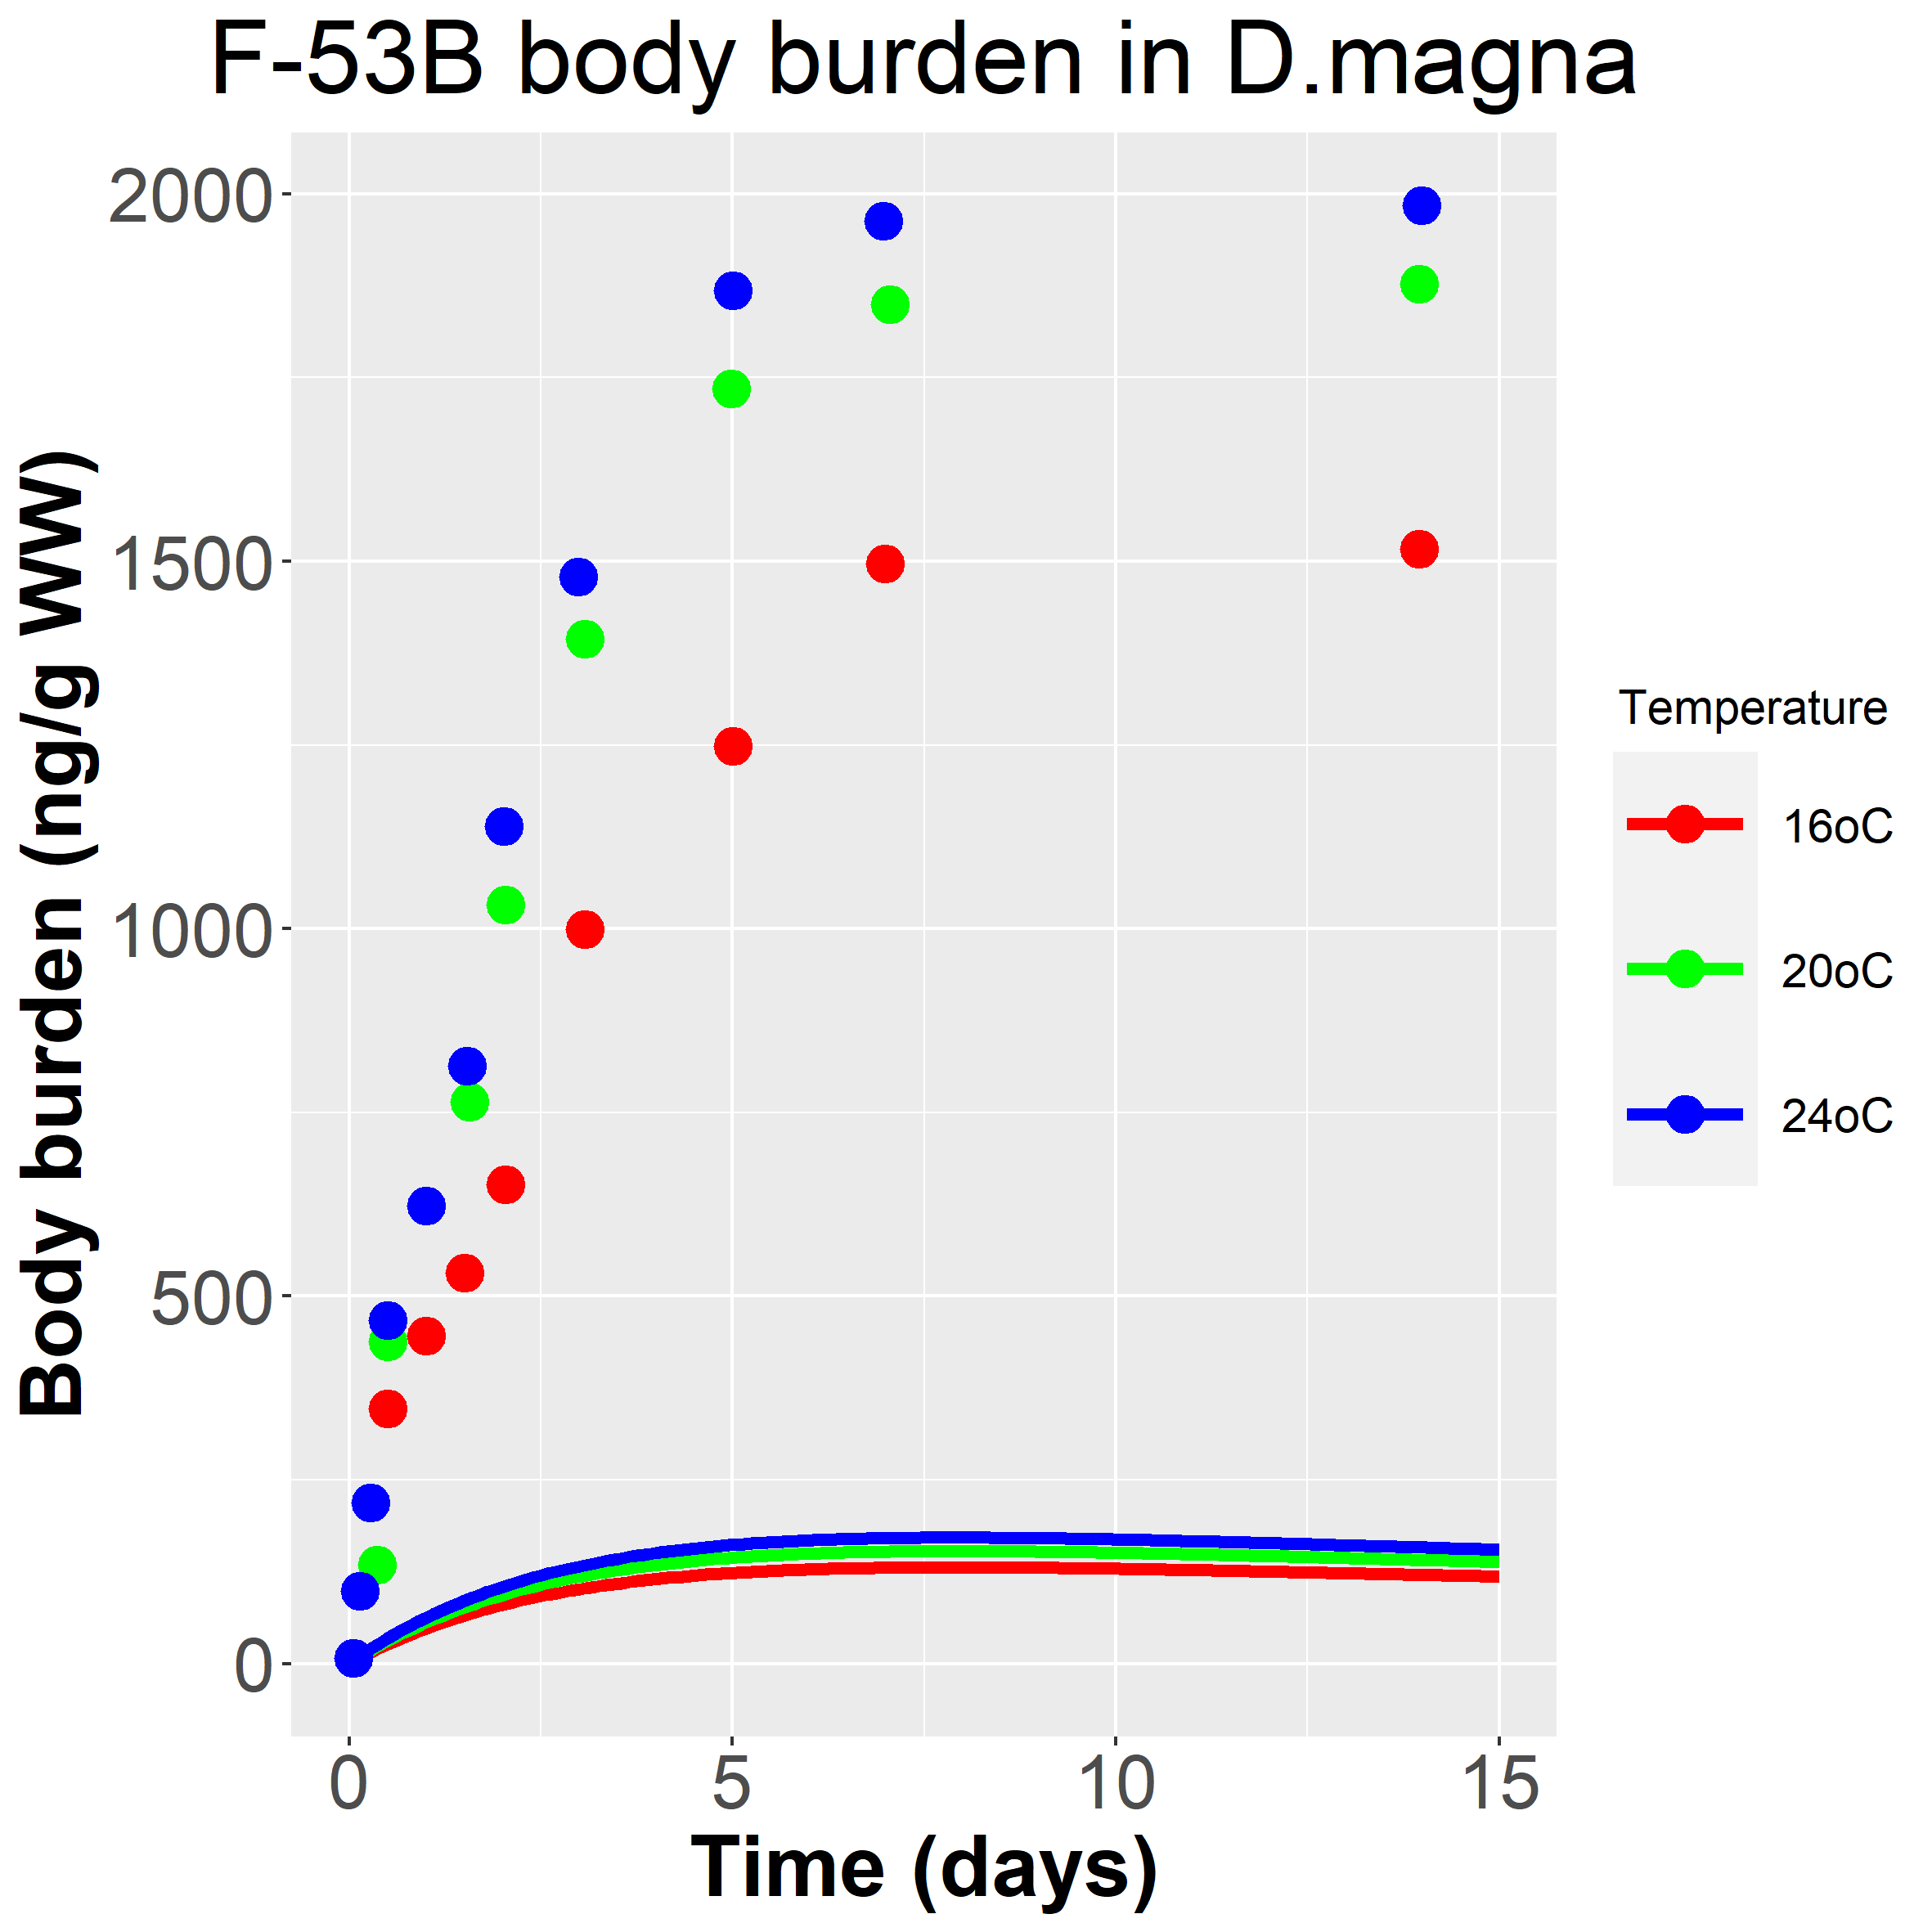 F-53B body burden in D.magna
Body burden (ng/g WW)
2000
1500
1000
500
0
0 5 10 15
Time (days)
Temperature
16oC
20oC
24oC